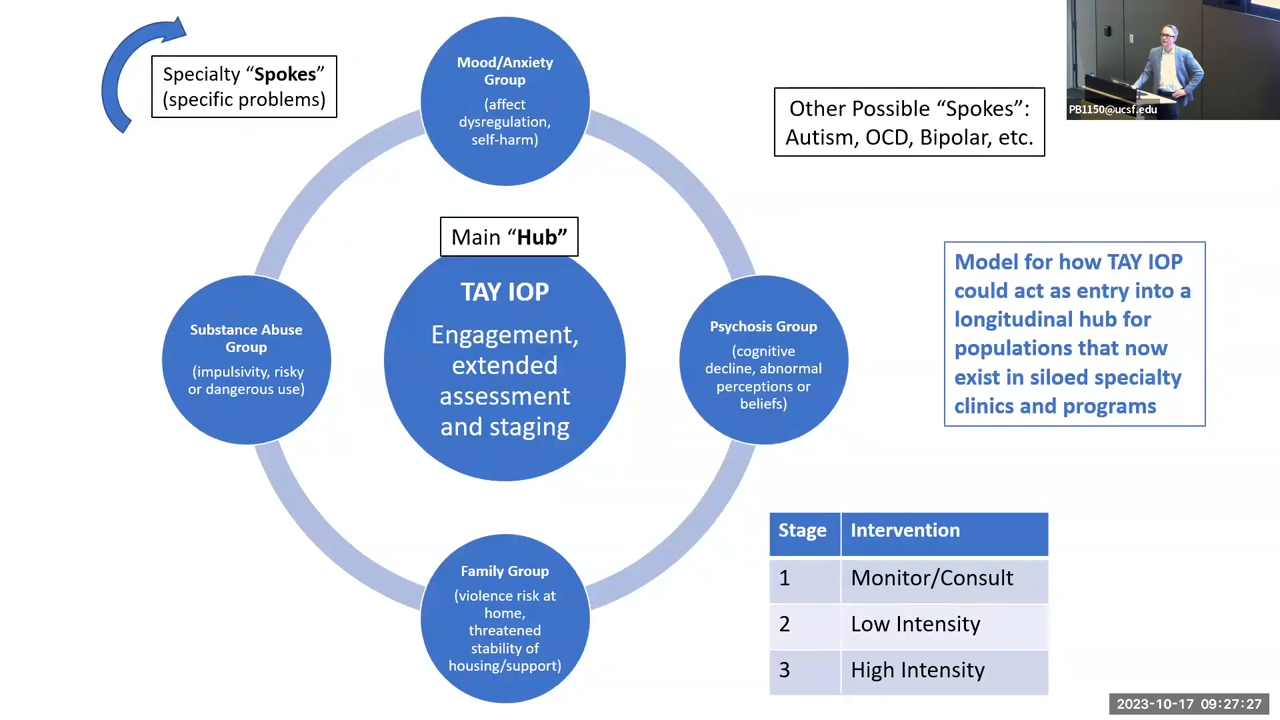 Specialty “Spokes”
(specific problems)
Mood/Anxiety
Group
(affect
dysregulation,
self-harm)
Other Possible “Spokes”:
Autism, OCD, Bipolar, etc.
PB1150@ucsf.edu
Main “Hub”
TAY IOP
Engagement,
extended
assessment
and staging
Substance Abuse
Group
(impulsivity, risky
or dangerous use)
Psychosis Group
(cognitive
decline, abnormal
perceptions or
beliefs)
Model for how TAY IOP
could act as entry into a
longitudinal hub for
populations that now
exist in siloed specialty
clinics and programs
Family Group
(violence risk at
home,
threatened
stability of
housing/support)
Stage Intervention
1 Monitor/Consult
2 Low Intensity
3 High Intensity
2023-10-17 09:27:27